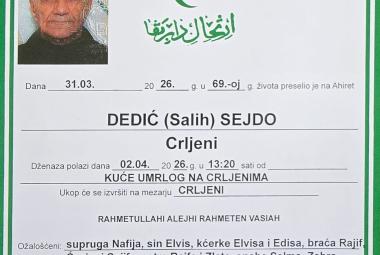 Dana 31.03. 20 26. g. u 69.-oj g. života preselio je na Ahiret
DEDIĆ (Salih) SEJDO
Crljeni
Dženaza polazi dana 02.04. 20 26. g u 13:20 sati od
KUĆE UMRLOG NA CRLJENIMA
Ukop će se izvršiti na mezarju CRLJENI
RAHMETULLAHI ALEJHI RAHMETEN VASIAH
Ožalošćeni: supruga Nafija, sin Elvis, kćerke Elvisa i Edisa, braća Rajif,